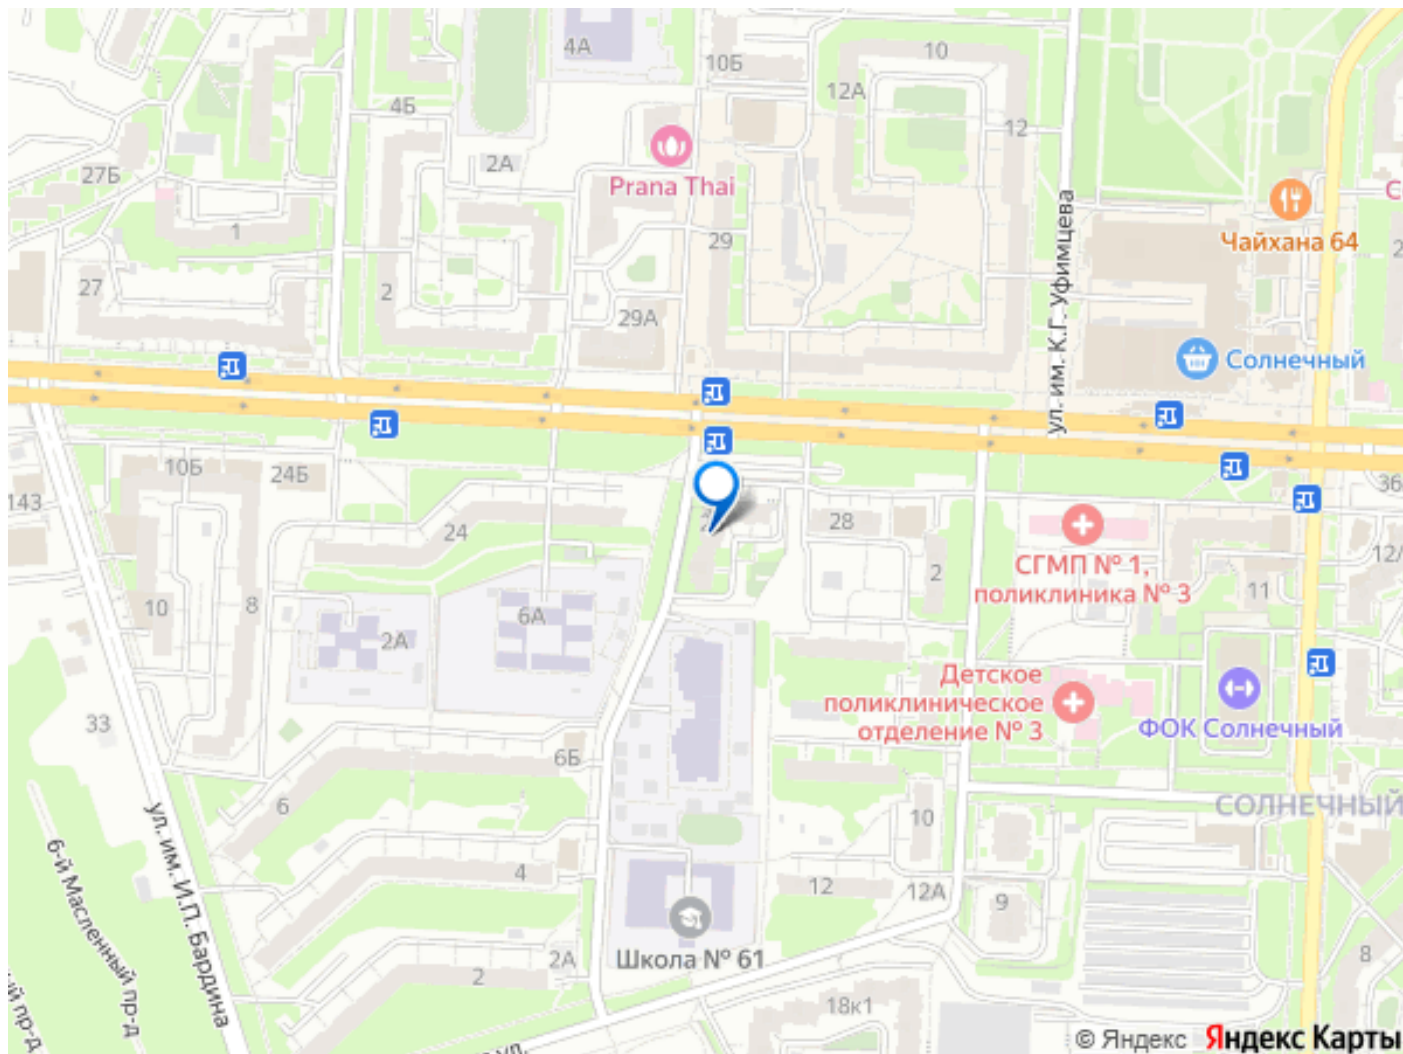 4А
10Б
10
12А
4Б
12
2А
Prana Thai
27Б
ул. им. К.Г. Уфимцева
Чайхана 64
1
29
27
2
29А
Солнечный
10Б
24Б
143
36
24
28
СГМП № 1,
поликлиника № 3
12/
2
11
10
8
6А
2А
Детское
поликлиническое
отделение № 3
33
ФОК Солнечный
6Б
6
СОЛНЕЧНЫЙ
ул. им. И.П. Бардина
6-й Масленный пр-д
10
4
12
12А
9
Школа № 61
2А
2
8
18к1
й пр-д
ул.
© Яндекс Яндекс Карты